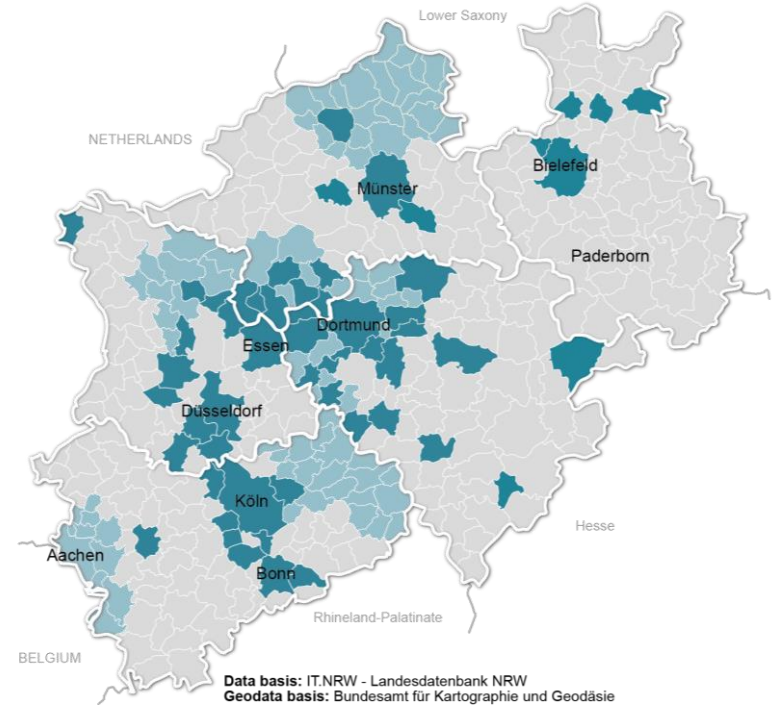 Lower Saxony
NETHERLANDS
Bielefeld
Münster
Paderborn
Dortmund
Essen
Düsseldorf
Köln
Hesse
Aachen
Bonn
Rhineland-Palatinate
BELGIUM
Data basis: IT.NRW - Landesdatenbank NRW
Geodata basis: Bundesamt für Kartographie und Geodäsie